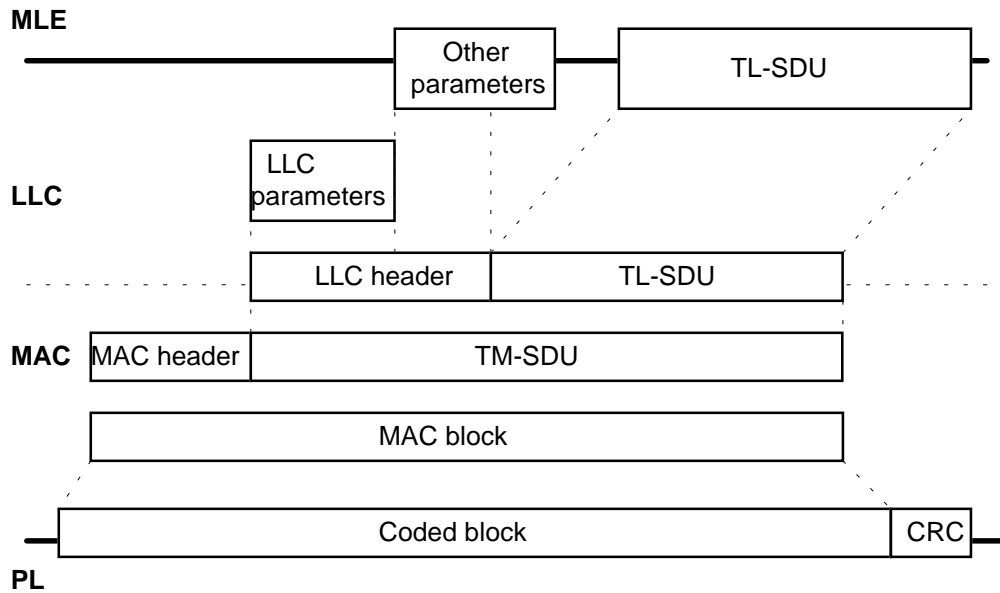 MLE
Other
parameters
TL-SDU
LLC
parameters
LLC
LLC header
TL-SDU
MAC
MAC header
TM-SDU
MAC block
Coded block
CRC
PL